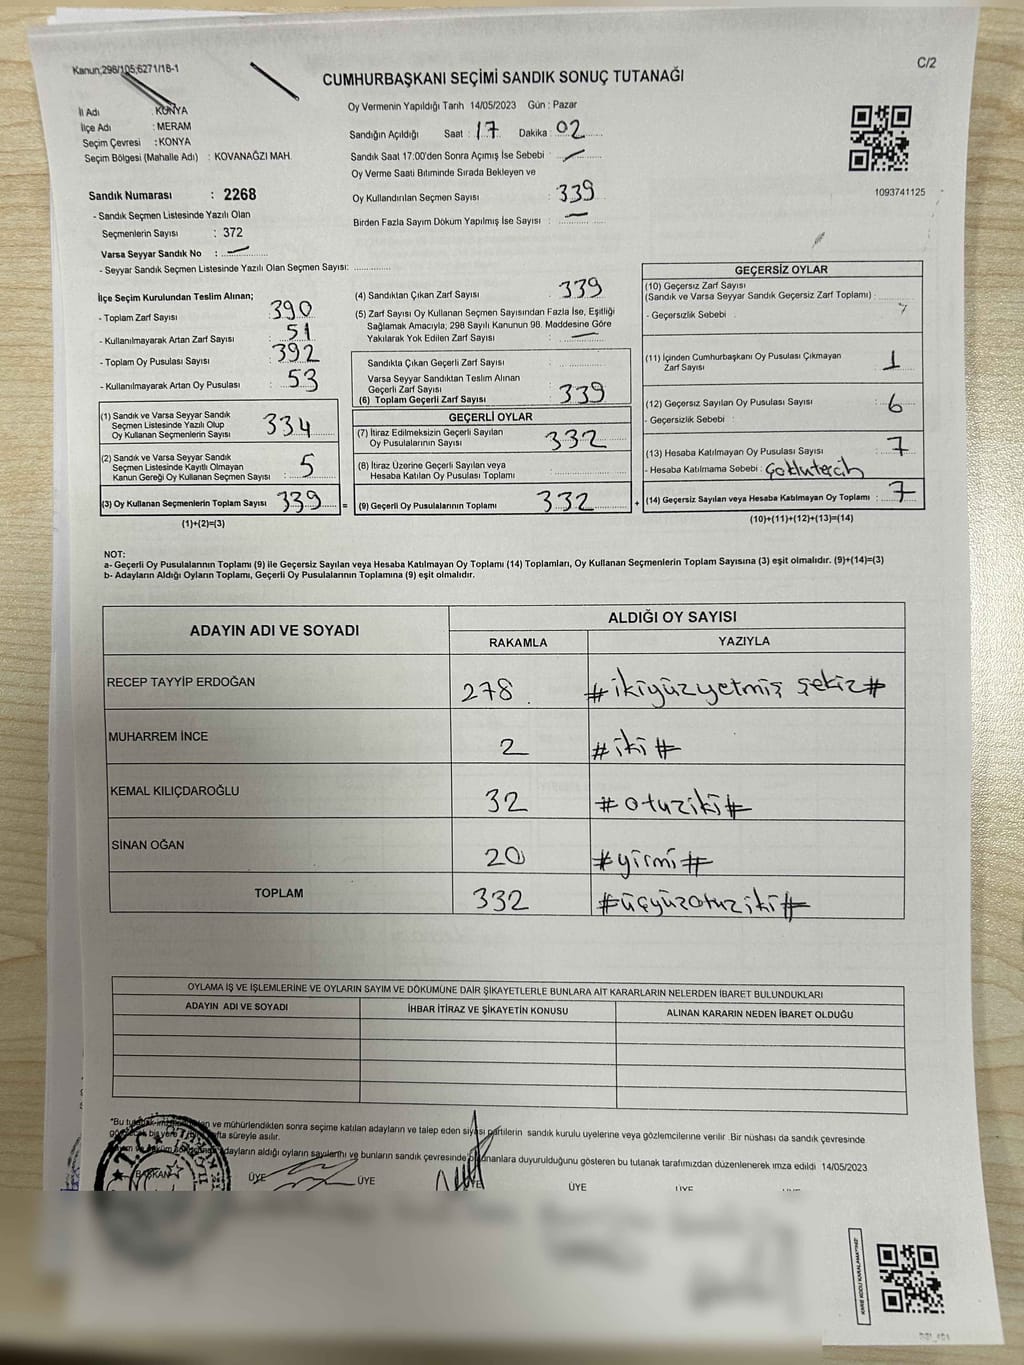 Kanun,298/105;6271/18-1
C/2
CUMHURBAŞKANI SEÇİMİ SANDIK SONUÇ TUTANAĞI
İl Adı : KONYA
İlçe Adı : MERAM
Seçim Çevresi : KONYA
Seçim Bölgesi (Mahalle Adı) : KOVANAĞZI MAH.
Oy Vermenin Yapıldığı Tarih 14/05/2023 Gün : Pazar
Sandığın Açıldığı Saat : 17 Dakika : 02
Sandık Saat 17:00'den Sonra Açımış İse Sebebi :
Oy Verme Saati Bitiminde Sırada Bekleyen ve
Oy Kullandırılan Seçmen Sayısı : 339
Birden Fazla Sayım Döküm Yapılmış İse Sayısı :
1093741125
Sandık Numarası : 2268
- Sandık Seçmen Listesinde Yazılı Olan
Seçmenlerin Sayısı : 372
Varsa Seyyar Sandık No :
- Seyyar Sandık Seçmen Listesinde Yazılı Olan Seçmen Sayısı:
İlçe Seçim Kurulundan Teslim Alınan;
- Toplam Zarf Sayısı : 390
- Kullanılmayarak Artan Zarf Sayısı : 51
- Toplam Oy Pusulası Sayısı : 392
- Kullanılmayarak Artan Oy Pusulası : 53
(1) Sandık ve Varsa Seyyar Sandık
Seçmen Listesinde Yazılı Olup
Oy Kullanan Seçmenlerin Sayısı : 334
(2) Sandık ve Varsa Seyyar Sandık
Seçmen Listesinde Kayıtlı Olmayan
Kanun Gereği Oy Kullanan Seçmen Sayısı : 5
(3) Oy Kullanan Seçmenlerin Toplam Sayısı : 339 =
(1)+(2)=(3)
(4) Sandıktan Çıkan Zarf Sayısı : 339
(5) Zarf Sayısı Oy Kullanan Seçmen Sayısından Fazla İse, Eşitliği
Sağlamak Amacıyla, 298 Sayılı Kanunun 98. Maddesine Göre
Yakılarak Yok Edilen Zarf Sayısı :
Sandıkta Çıkan Geçerli Zarf Sayısı :
Varsa Seyyar Sandıktan Teslim Alınan
Geçerli Zarf Sayısı :
(6) Toplam Geçerli Zarf Sayısı : 339
GEÇERLİ OYLAR
(7) İtiraz Edilmeksizin Geçerli Sayılan
Oy Pusulalarının Sayısı : 332
(8) İtiraz Üzerine Geçerli Sayılan veya
Hesaba Katılan Oy Pusulası Toplamı :
(9) Geçerli Oy Pusulalarının Toplamı : 332 +
GEÇERSİZ OYLAR
(10) Geçersiz Zarf Sayısı
(Sandık ve Varsa Seyyar Sandık Geçersiz Zarf Toplamı) :
- Geçersizlik Sebebi :
(11) İçinden Cumhurbaşkanı Oy Pusulası Çıkmayan
Zarf Sayısı : 1
(12) Geçersiz Sayılan Oy Pusulası Sayısı : 6
- Geçersizlik Sebebi :
(13) Hesaba Katılmayan Oy Pusulası Sayısı : 7
- Hesaba Katılmama Sebebi : Çoklutercih
(14) Geçersiz Sayılan veya Hesaba Katılmayan Oy Toplamı : 7
(10)+(11)+(12)+(13)=(14)
NOT:
a- Geçerli Oy Pusulalarının Toplamı (9) ile Geçersiz Sayılan veya Hesaba Katılmayan Oy Toplamı (14) Toplamları, Oy Kullanan Seçmenlerin Toplam Sayısına (3) eşit olmalıdır. (9)+(14)=(3)
b- Adayların Aldığı Oyların Toplamı, Geçerli Oy Pusulalarının Toplamına (9) eşit olmalıdır.
ADAYIN ADI VE SOYADI
ALDIĞI OY SAYISI
RAKAMLA YAZIYLA
RECEP TAYYİP ERDOĞAN 278 #ikiyüzyetmiş şekiz#
MUHARREM İNCE 2 #iki#
KEMAL KILIÇDAROĞLU 32 #otuziki#
SİNAN OĞAN 20 #yirmi#
TOPLAM 332 #üçyüzotuziki#
OYLAMA İŞ VE İŞLEMLERİNE VE OYLARIN SAYIM VE DÖKÜMÜNE DAİR ŞİKAYETLERLE BUNLARA AİT KARARLARIN NELERDEN İBARET BULUNDUKLARI
ADAYIN ADI VE SOYADI İHBAR İTİRAZ VE ŞİKAYETİN KONUSU ALINAN KARARIN NEDEN İBARET OLDUĞU
*Bu ve mühürlendikten sonra seçime katılan adayların ve talep eden siyasi partilerin sandık kurulu üyelerine veya gözlemcilerine verilir. Bir nüshası da sandık çevresinde
bir yere hafta süreyle asılır.
adayların aldığı oyların sayılarını ve bunların sandık çevresinde bulunanlara duyurulduğunu gösteren bu tutanak tarafımızdan düzenlenerek imza edildi 14/05/2023
BAŞKAN ÜYE ÜYE ÜYE ÜYE ÜYE